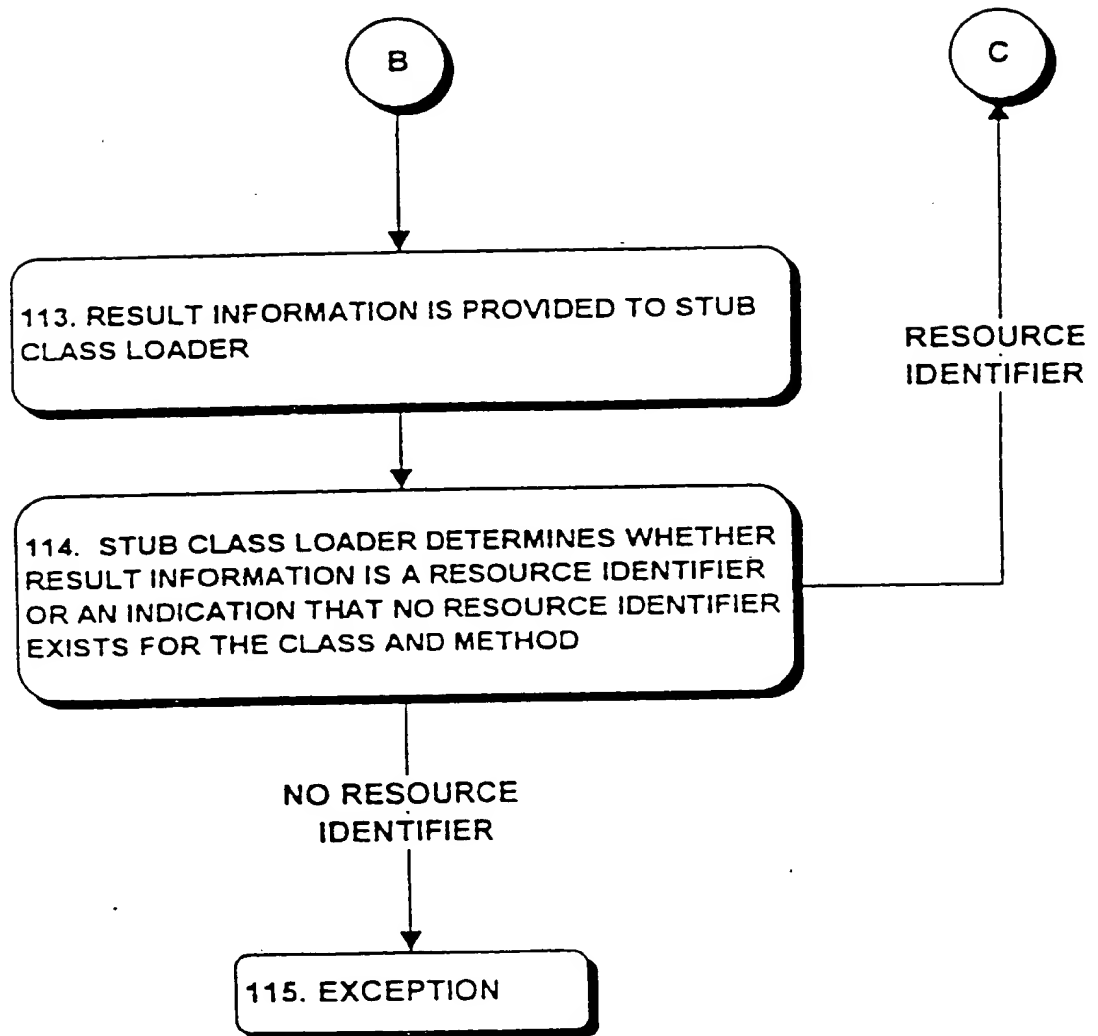 B
C
113. RESULT INFORMATION IS PROVIDED TO STUB
CLASS LOADER
RESOURCE
IDENTIFIER
114. STUB CLASS LOADER DETERMINES WHETHER
RESULT INFORMATION IS A RESOURCE IDENTIFIER
OR AN INDICATION THAT NO RESOURCE IDENTIFIER
EXISTS FOR THE CLASS AND METHOD
NO RESOURCE
IDENTIFIER
115. EXCEPTION